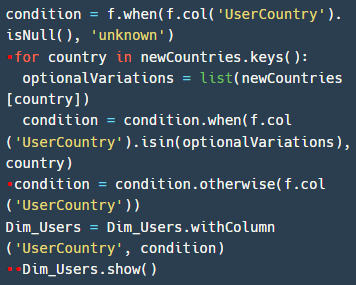 condition = f.when(f.col('UserCountry').
isNull(), 'unknown')
for country in newCountries.keys():
  optionalVariations = list(newCountries
[country])
  condition = condition.when(f.col
('UserCountry').isin(optionalVariations),
country)
condition = condition.otherwise(f.col
('UserCountry'))
Dim_Users = Dim_Users.withColumn
('UserCountry', condition)
Dim_Users.show()